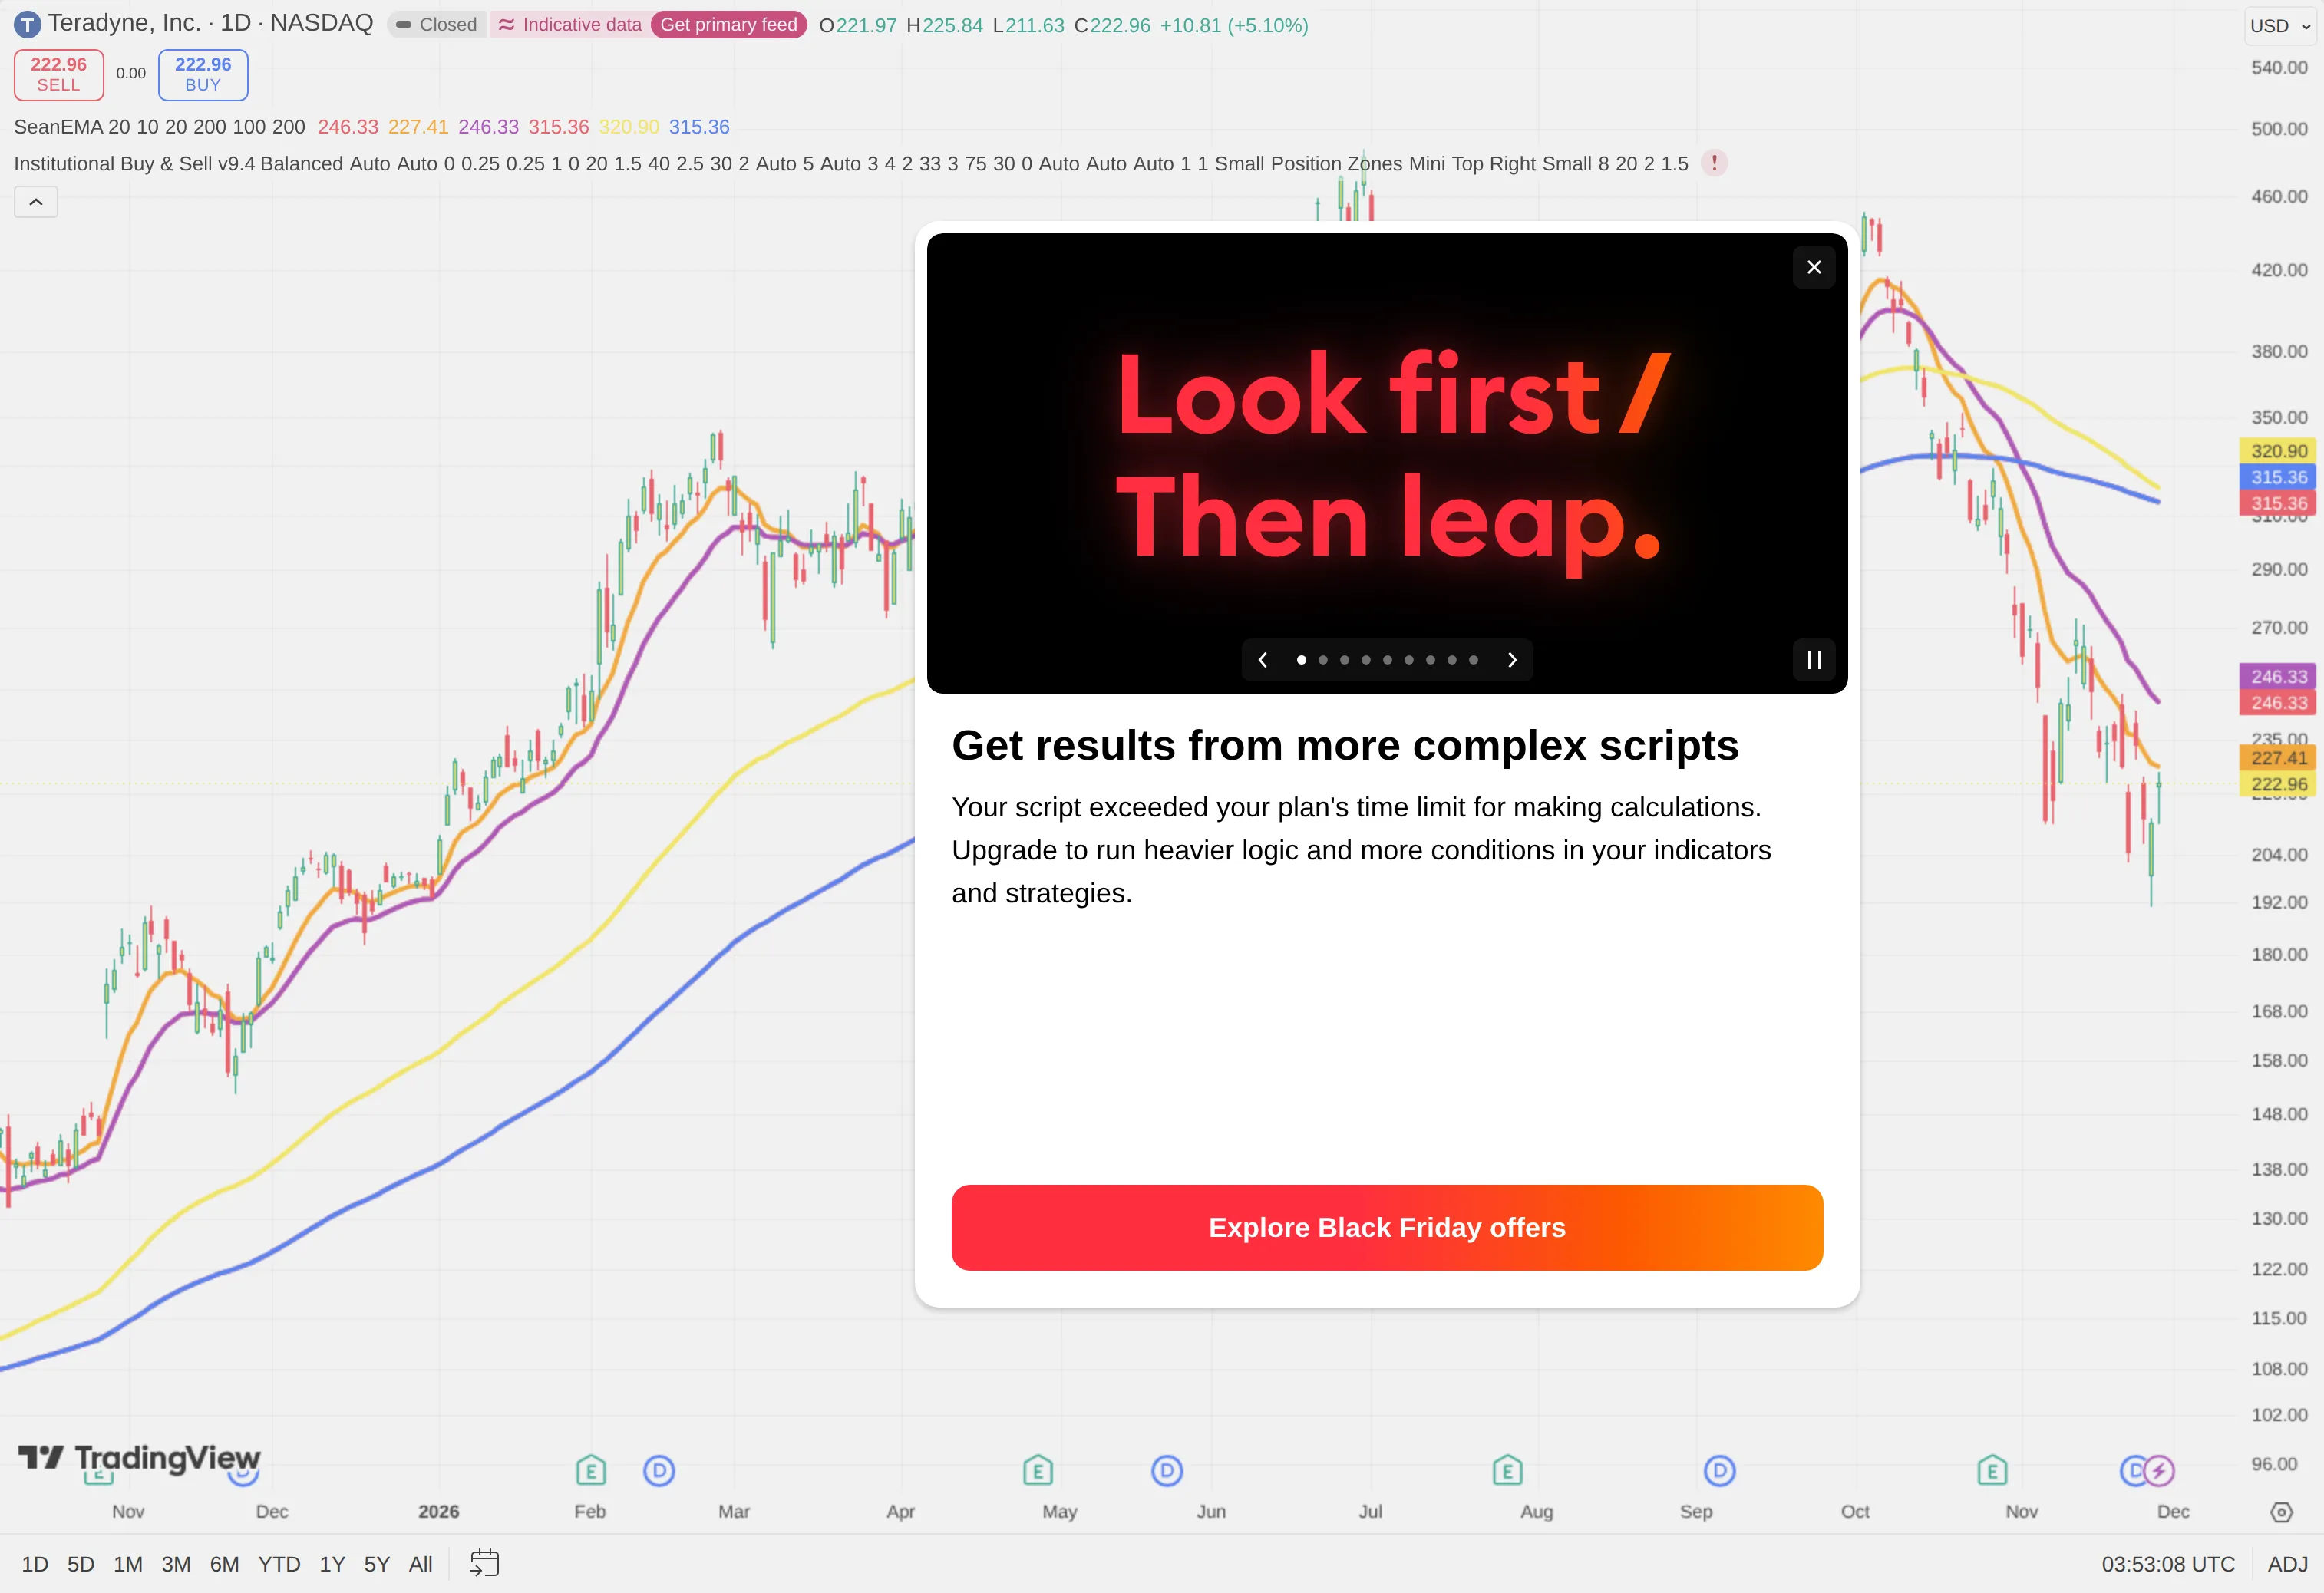 T Teradyne, Inc. · 1D · NASDAQ Closed Indicative data Get primary feed O221.97 H225.84 L211.63 C222.96 +10.81 (+5.10%) USD
222.96 SELL 0.00 222.96 BUY
SeanEMA 20 10 20 200 100 200 246.33 227.41 246.33 315.36 320.90 315.36
Institutional Buy & Sell v9.4 Balanced Auto Auto 0 0.25 0.25 1 0 20 1.5 40 2.5 30 2 Auto 5 Auto 3 4 2 33 3 75 30 0 Auto Auto Auto 1 1 Small Position Zones Mini Top Right Small 8 20 2 1.5 !
Look first /
Then leap.
Get results from more complex scripts
Your script exceeded your plan's time limit for making calculations.
Upgrade to run heavier logic and more conditions in your indicators
and strategies.
Explore Black Friday offers
540.00
500.00
460.00
420.00
380.00
350.00
320.90
315.36
315.36
310.00
290.00
270.00
246.33
246.33
235.00
227.41
222.96
204.00
192.00
180.00
168.00
158.00
148.00
138.00
130.00
122.00
115.00
108.00
102.00
96.00
TradingView
E D E D E D E D E D
Nov Dec 2026 Feb Mar Apr May Jun Jul Aug Sep Oct Nov Dec
1D 5D 1M 3M 6M YTD 1Y 5Y All 03:53:08 UTC ADJ